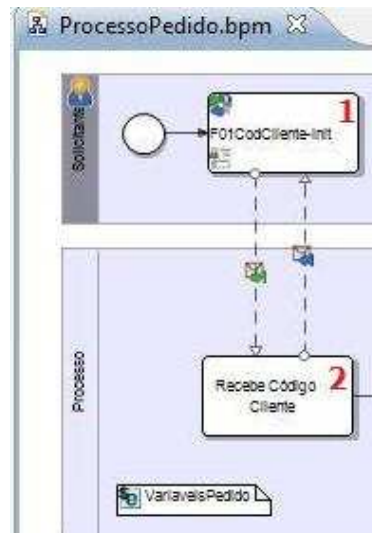 ProcessoPedido.bpm
Solicitante
1
F01CodCliente-Init
Processo
Recebe Código
Cliente
2
VariaveisPedido